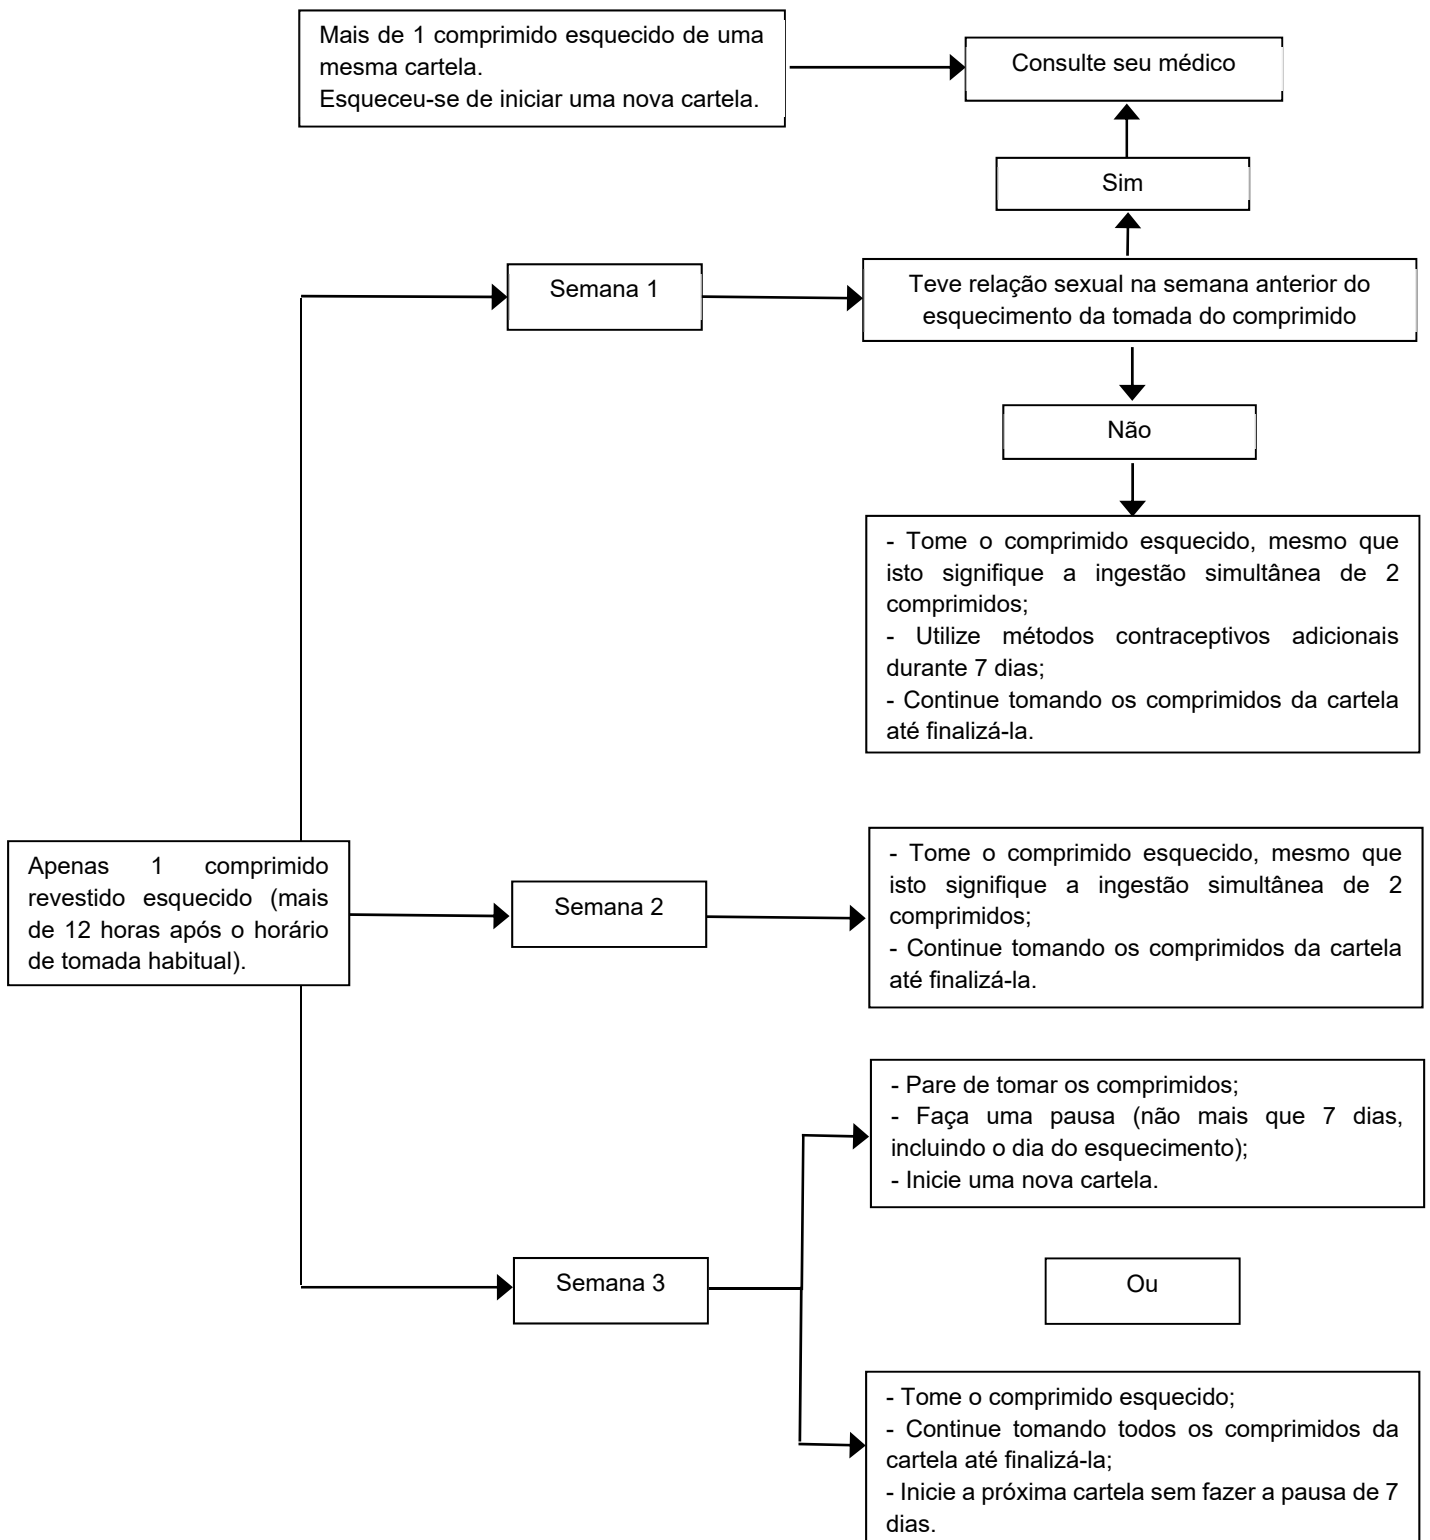 Mais de 1 comprimido esquecido de uma
mesma cartela.
Esqueceu-se de iniciar uma nova cartela.
Consulte seu médico
Sim
Semana 1
Teve relação sexual na semana anterior do
esquecimento da tomada do comprimido
Não
- Tome o comprimido esquecido, mesmo que
isto signifique a ingestão simultânea de 2
comprimidos;
- Utilize métodos contraceptivos adicionais
durante 7 dias;
- Continue tomando os comprimidos da cartela
até finalizá-la.
Apenas 1 comprimido
revestido esquecido (mais
de 12 horas após o horário
de tomada habitual).
Semana 2
- Tome o comprimido esquecido, mesmo que
isto signifique a ingestão simultânea de 2
comprimidos;
- Continue tomando os comprimidos da cartela
até finalizá-la.
- Pare de tomar os comprimidos;
- Faça uma pausa (não mais que 7 dias,
incluindo o dia do esquecimento);
- Inicie uma nova cartela.
Semana 3
Ou
- Tome o comprimido esquecido;
- Continue tomando todos os comprimidos da
cartela até finalizá-la;
- Inicie a próxima cartela sem fazer a pausa de 7
dias.